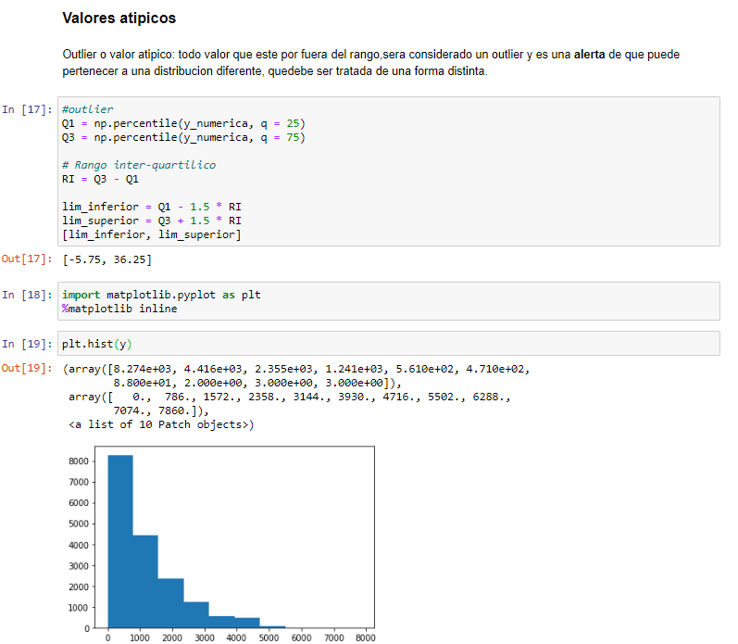 Valores atipicos
Outlier o valor atipico: todo valor que este por fuera del rango,sera considerado un outlier y es una alerta de que puede
pertenecer a una distribucion diferente, quedebe ser tratada de una forma distinta.
In [17]: #outlier
Q1 = np.percentile(y_numerica, q = 25)
Q3 = np.percentile(y_numerica, q = 75)
# Rango inter-quartilico
RI = Q3 - Q1
lim_inferior = Q1 - 1.5 * RI
lim_superior = Q3 + 1.5 * RI
[lim_inferior, lim_superior]
Out[17]: [-5.75, 36.25]
In [18]: import matplotlib.pyplot as plt
%matplotlib inline
In [19]: plt.hist(y)
Out[19]: (array([8.274e+03, 4.416e+03, 2.355e+03, 1.241e+03, 5.610e+02, 4.710e+02,
8.800e+01, 2.000e+00, 3.000e+00, 3.000e+00]),
array([ 0., 786., 1572., 2358., 3144., 3930., 4716., 5502., 6288.,
7074., 7860.]),
<a list of 10 Patch objects>)
8000
7000
6000
5000
4000
3000
2000
1000
0
0 1000 2000 3000 4000 5000 6000 7000 8000